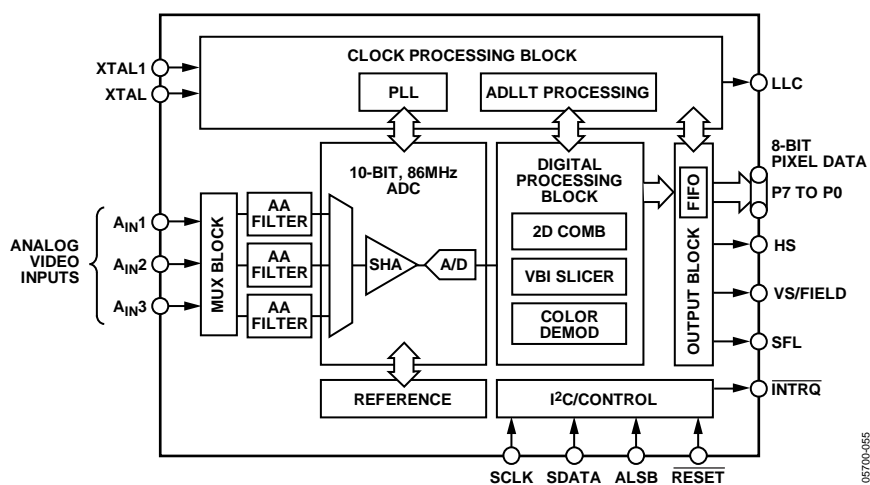 CLOCK PROCESSING BLOCK
XTAL1
XTAL
PLL
ADLLT PROCESSING
LLC
10-BIT, 86MHz
ADC
DIGITAL
PROCESSING
BLOCK
8-BIT
PIXEL DATA
P7 TO P0
FIFO
OUTPUT BLOCK
ANALOG
VIDEO
INPUTS
AIN1
AIN2
AIN3
MUX BLOCK
AA
FILTER
AA
FILTER
AA
FILTER
SHA
A/D
2D COMB
VBI SLICER
COLOR
DEMOD
HS
VS/FIELD
SFL
INTRQ
REFERENCE
I2C/CONTROL
SCLK
SDATA
ALSB
RESET
05700-055